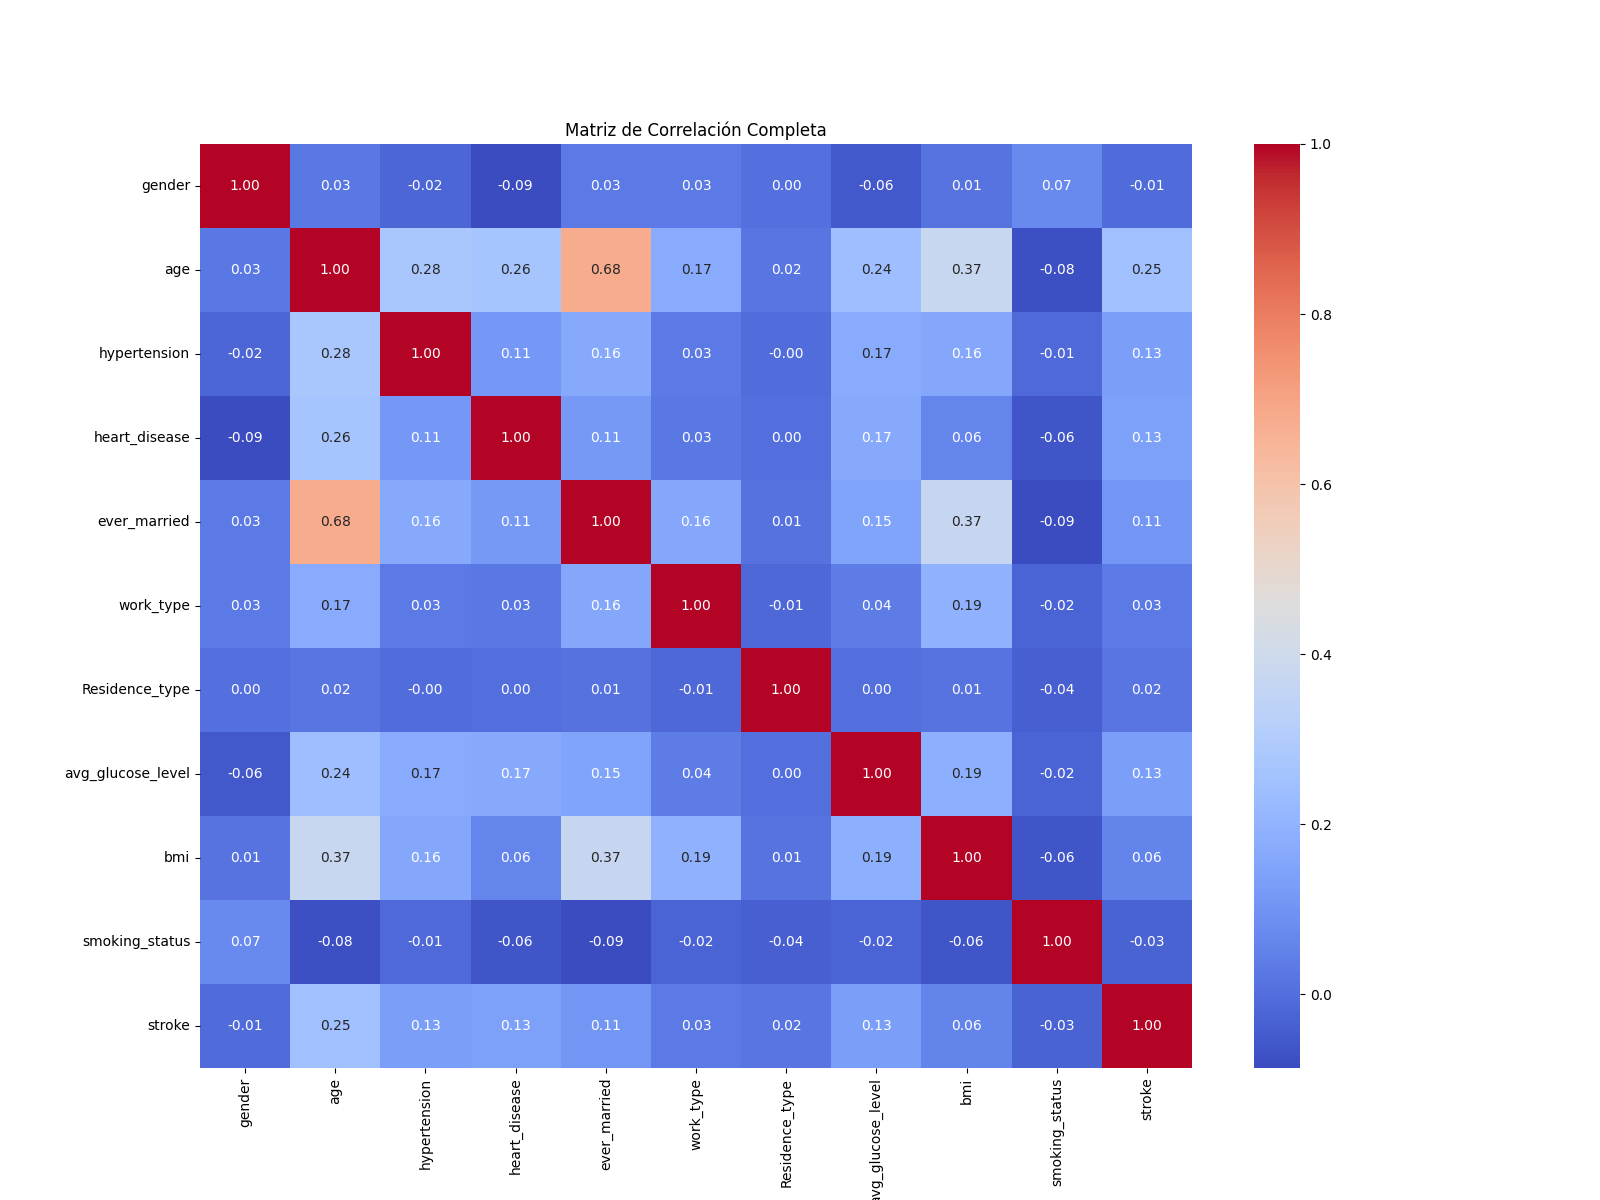 Matriz de Correlación Completa
gender 1.00 0.03 -0.02 -0.09 0.03 0.03 0.00 -0.06 0.01 0.07 -0.01
age 0.03 1.00 0.28 0.26 0.68 0.17 0.02 0.24 0.37 -0.08 0.25
hypertension -0.02 0.28 1.00 0.11 0.16 0.03 -0.00 0.17 0.16 -0.01 0.13
heart_disease -0.09 0.26 0.11 1.00 0.11 0.03 0.00 0.17 0.06 -0.06 0.13
ever_married 0.03 0.68 0.16 0.11 1.00 0.16 0.01 0.15 0.37 -0.09 0.11
work_type 0.03 0.17 0.03 0.03 0.16 1.00 -0.01 0.04 0.19 -0.02 0.03
Residence_type 0.00 0.02 -0.00 0.00 0.01 -0.01 1.00 0.00 0.01 -0.04 0.02
avg_glucose_level -0.06 0.24 0.17 0.17 0.15 0.04 0.00 1.00 0.19 -0.02 0.13
bmi 0.01 0.37 0.16 0.06 0.37 0.19 0.01 0.19 1.00 -0.06 0.06
smoking_status 0.07 -0.08 -0.01 -0.06 -0.09 -0.02 -0.04 -0.02 -0.06 1.00 -0.03
stroke -0.01 0.25 0.13 0.13 0.11 0.03 0.02 0.13 0.06 -0.03 1.00
gender
age
hypertension
heart_disease
ever_married
work_type
Residence_type
avg_glucose_level
bmi
smoking_status
stroke
1.0
0.8
0.6
0.4
0.2
0.0